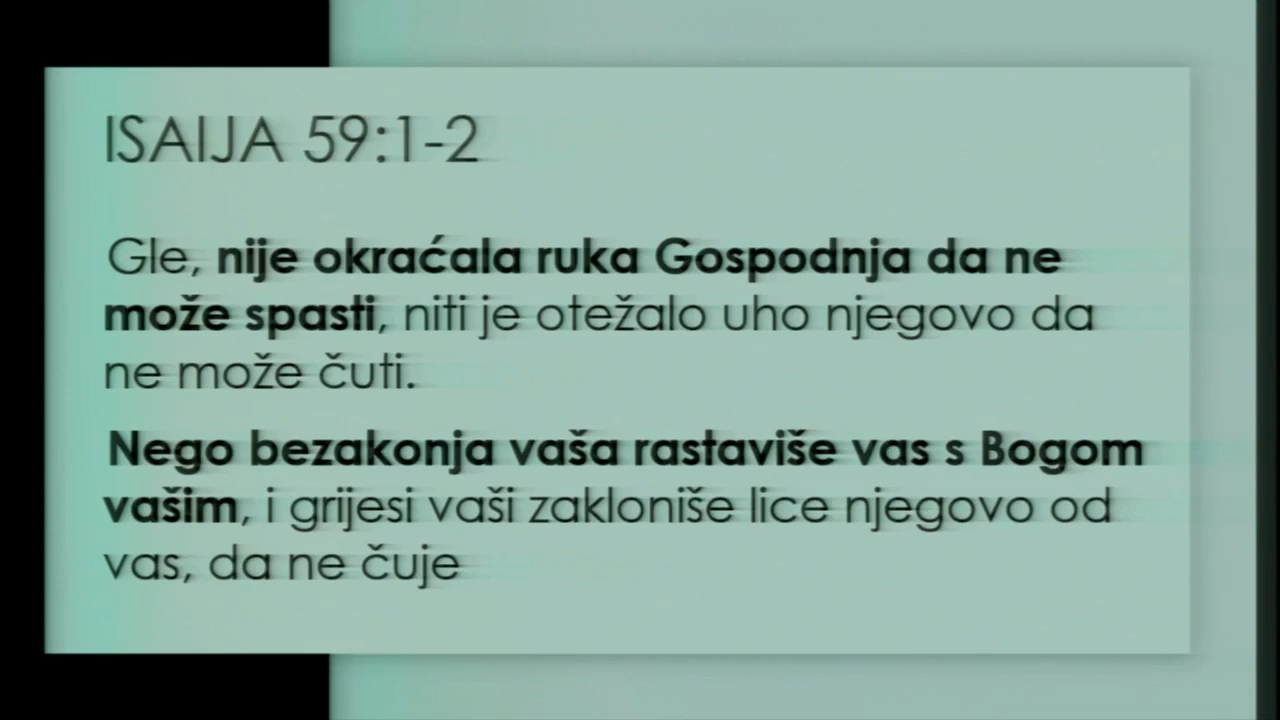 ISAIJA 59:1-2
Gle, nije okraćala ruka Gospodnja da ne
može spasti, niti je otežalo uho njegovo da
ne može čuti.
Nego bezakonja vaša rastaviše vas s Bogom
vašim, i grijesi vaši zakloniše lice njegovo od
vas, da ne čuje